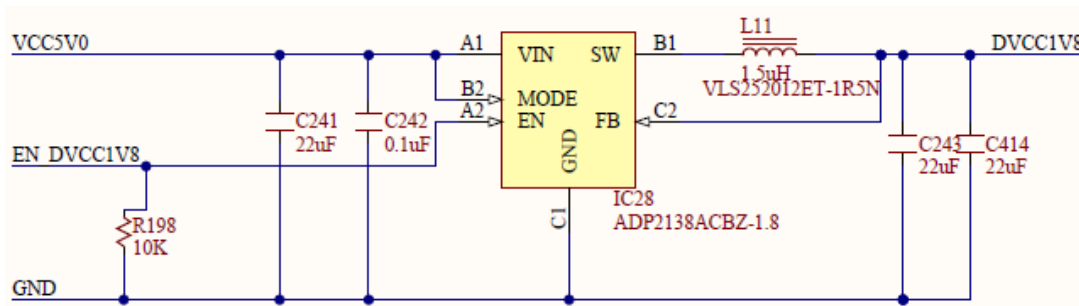 L11
VCC5V0
A1
VIN
SW
B1
DVCC1V8
1.5uH
VLS252012ET-1R5N
B2
MODE
A2
EN
FB
C2
GND
C241
22uF
C242
0.1uF
C243
22uF
C414
22uF
EN_DVCC1V8
C1
IC28
ADP2138ACBZ-1.8
R198
10K
GND